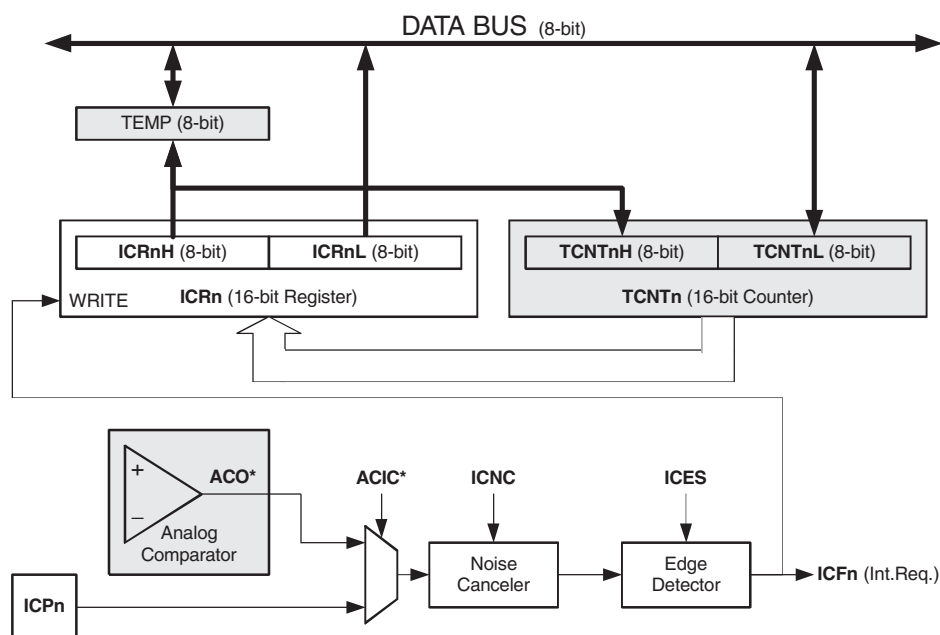 DATA BUS (8-bit)
TEMP (8-bit)
ICRnH (8-bit)
ICRnL (8-bit)
TCNTnH (8-bit)
TCNTnL (8-bit)
WRITE
ICRn (16-bit Register)
TCNTn (16-bit Counter)
+
−
ACO*
Analog
Comparator
ACIC*
ICNC
ICES
Noise
Canceler
Edge
Detector
ICFn (Int.Req.)
ICPn